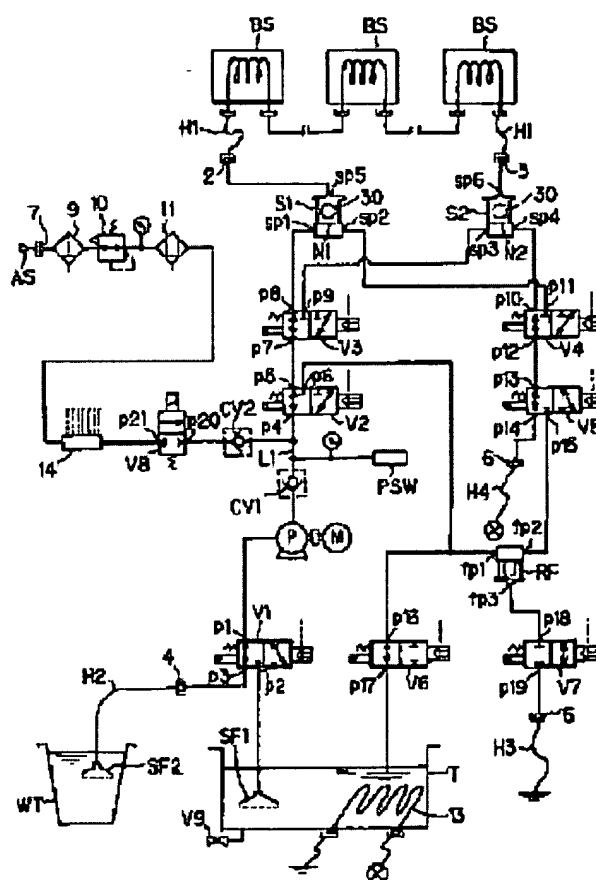 BS BS BS
H1 H1
2 3
sp5 sp6
S1 30 S2 30
sp1 sp2 sp3 sp4
N1 N2
7 9 10 11
AS
p8 p9 p10 p11
p7 V3 p12 V4
p5 p6 p13
p4 V2 p14 p15 V5
p21 p20 CV2
14 V8
L1
PSW
CV1
6
H4
P M
fp1 fp2
RF
fp3
p1 V1 p16 p18
p3 p2 p17 V6 p19 V7
H2 4
5
H3
SF1 T
SF2
WT
V9 13